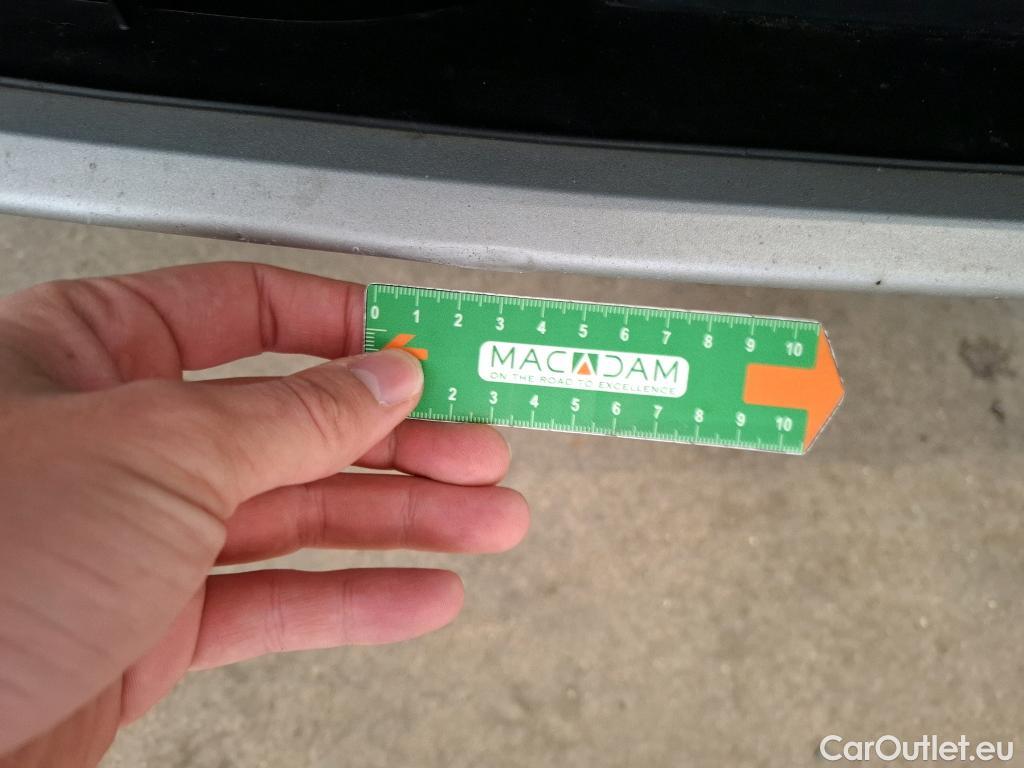 0 1 2 3 4 5 6 7 8 9 10
MACADAM
ON THE ROAD TO EXCELLENCE
2 3 4 5 6 7 8 9 10
CarOutlet.eu